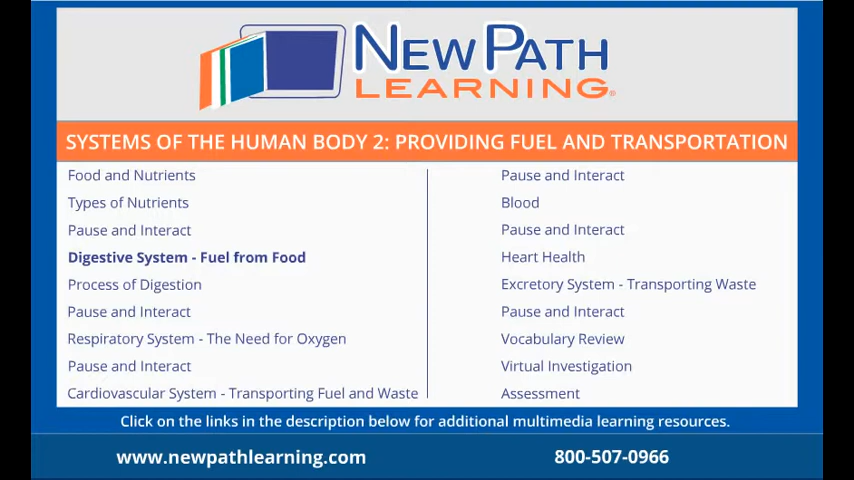 NEWPATH
LEARNING®
SYSTEMS OF THE HUMAN BODY 2: PROVIDING FUEL AND TRANSPORTATION
Food and Nutrients
Types of Nutrients
Pause and Interact
Digestive System - Fuel from Food
Process of Digestion
Pause and Interact
Respiratory System - The Need for Oxygen
Pause and Interact
Cardiovascular System - Transporting Fuel and Waste
Pause and Interact
Blood
Pause and Interact
Heart Health
Excretory System - Transporting Waste
Pause and Interact
Vocabulary Review
Virtual Investigation
Assessment
Click on the links in the description below for additional multimedia learning resources.
www.newpathlearning.com
800-507-0966